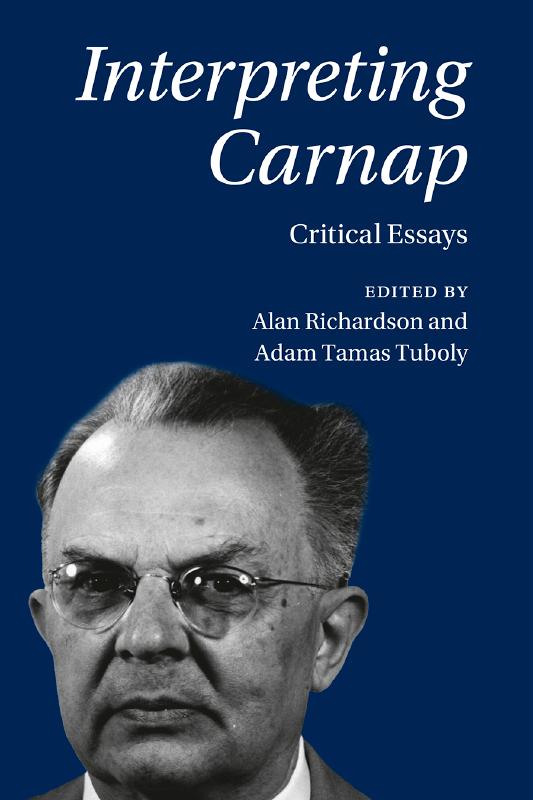 Interpreting
Carnap
Critical Essays
EDITED BY
Alan Richardson and
Adam Tamas Tuboly